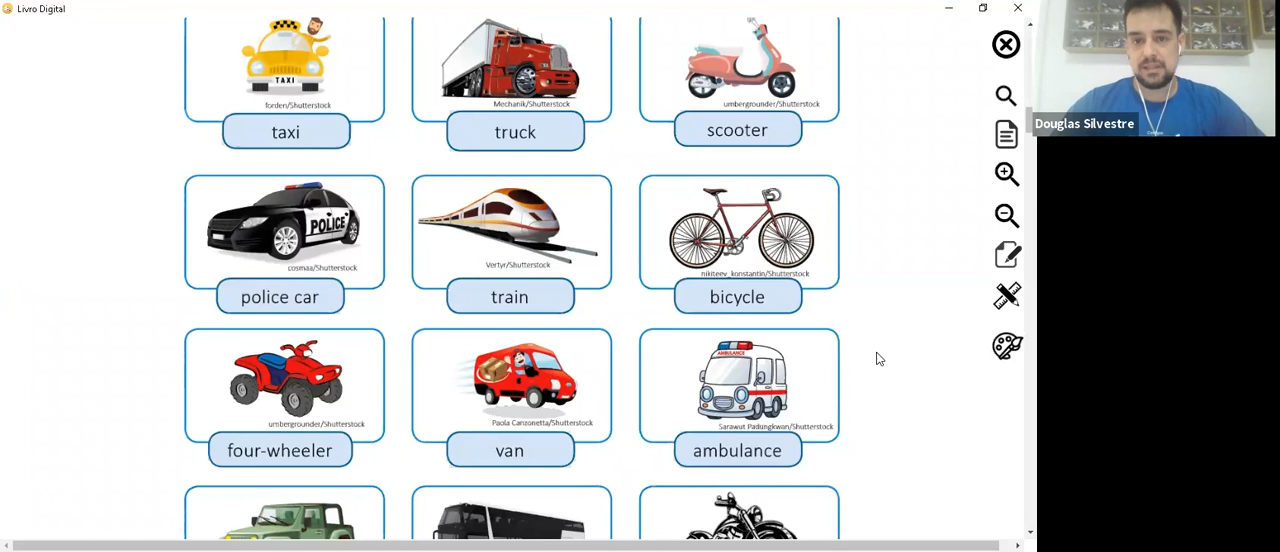 Livro Digital
TAXI
forden/Shutterstock
Mechanik/Shutterstock
umbergrounder/Shutterstock
taxi
truck
scooter
Douglas Silvestre
POLICE
cosmaa/Shutterstock
Vertyr/Shutterstock
nikiteev_konstantin/Shutterstock
police car
train
bicycle
AMBULANCE
umbergrounder/Shutterstock
Paola Canzonetta/Shutterstock
Sarawut Padungkwan/Shutterstock
four-wheeler
van
ambulance